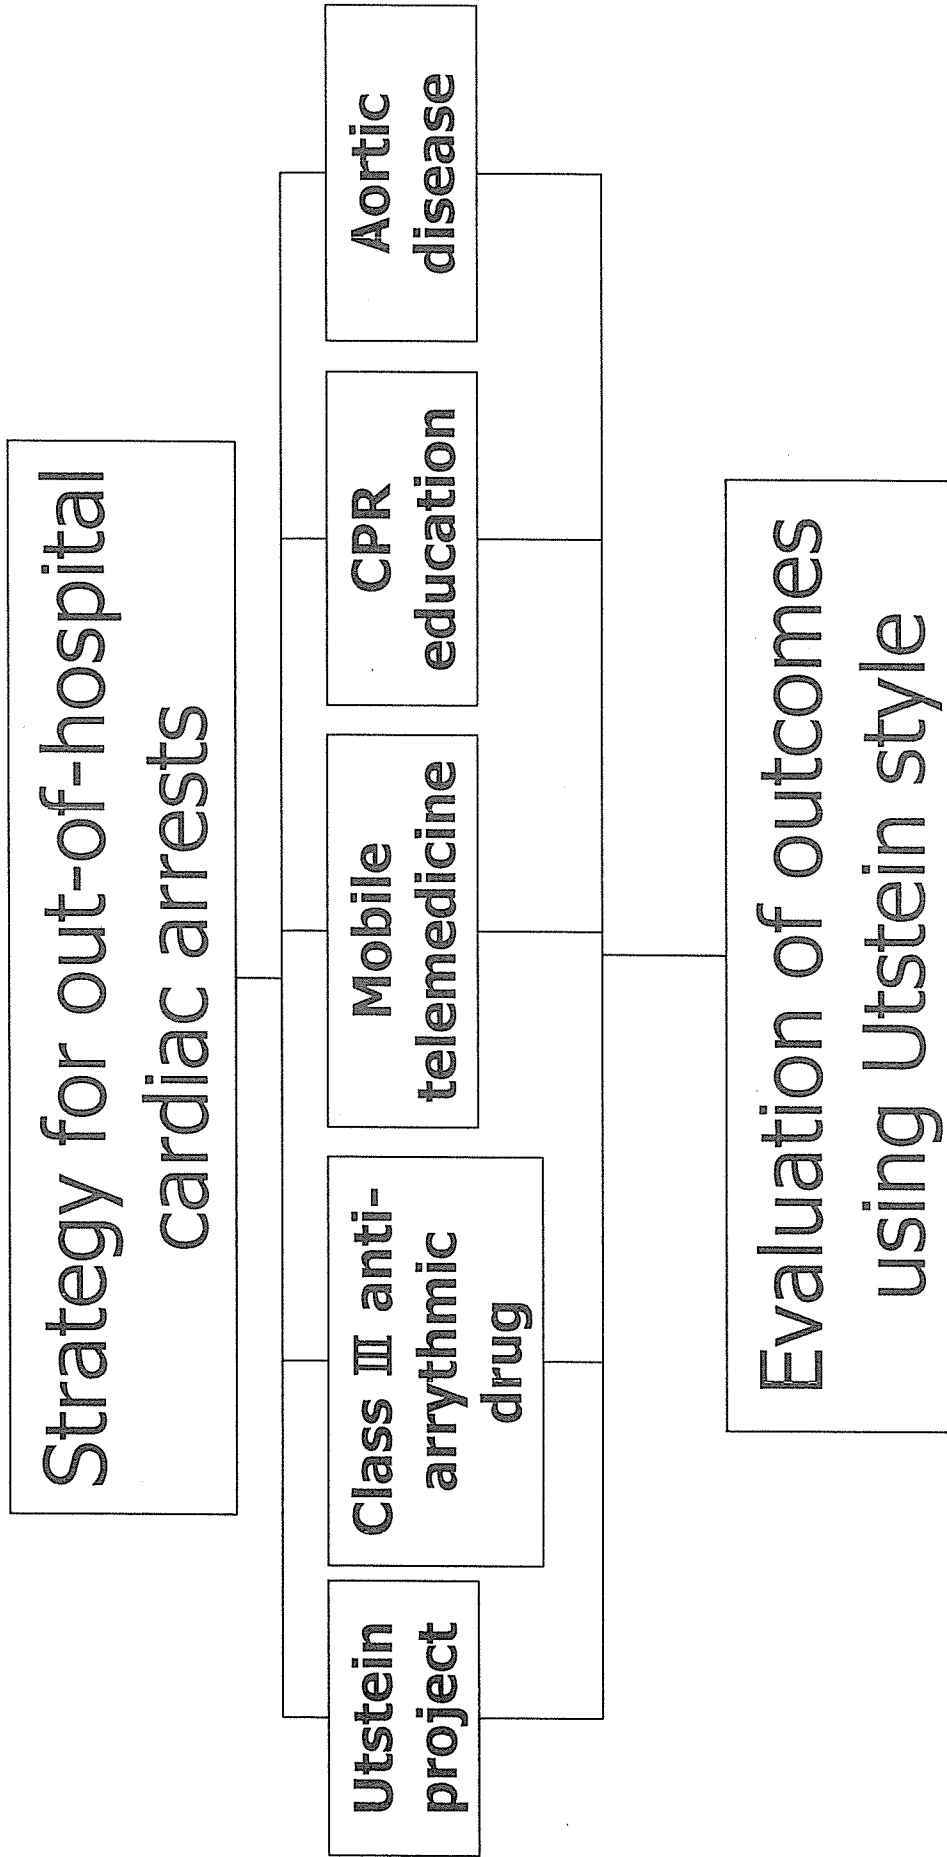 Strategy for out-of-hospital
cardiac arrests
Utstein
project
Class Ⅲ anti-
arrythmic
drug
Mobile
telemedicine
CPR
education
Aortic
disease
Evaluation of outcomes
using Utstein style